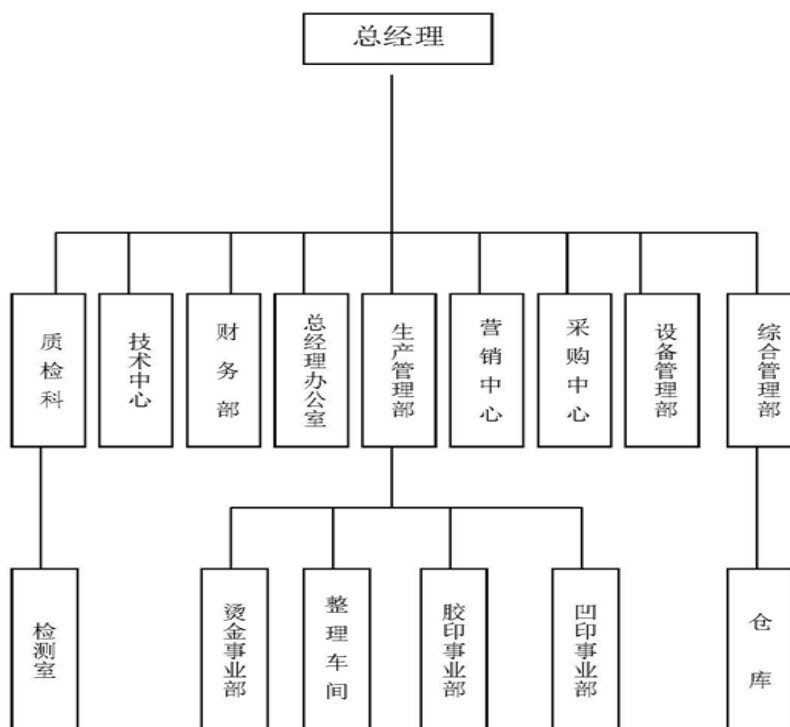 总经理
质检科
技术中心
财务部
总经理办公室
生产管理部
营销中心
采购中心
设备管理部
综合管理部
检测室
烫金事业部
整理车间
胶印事业部
凹印事业部
仓库